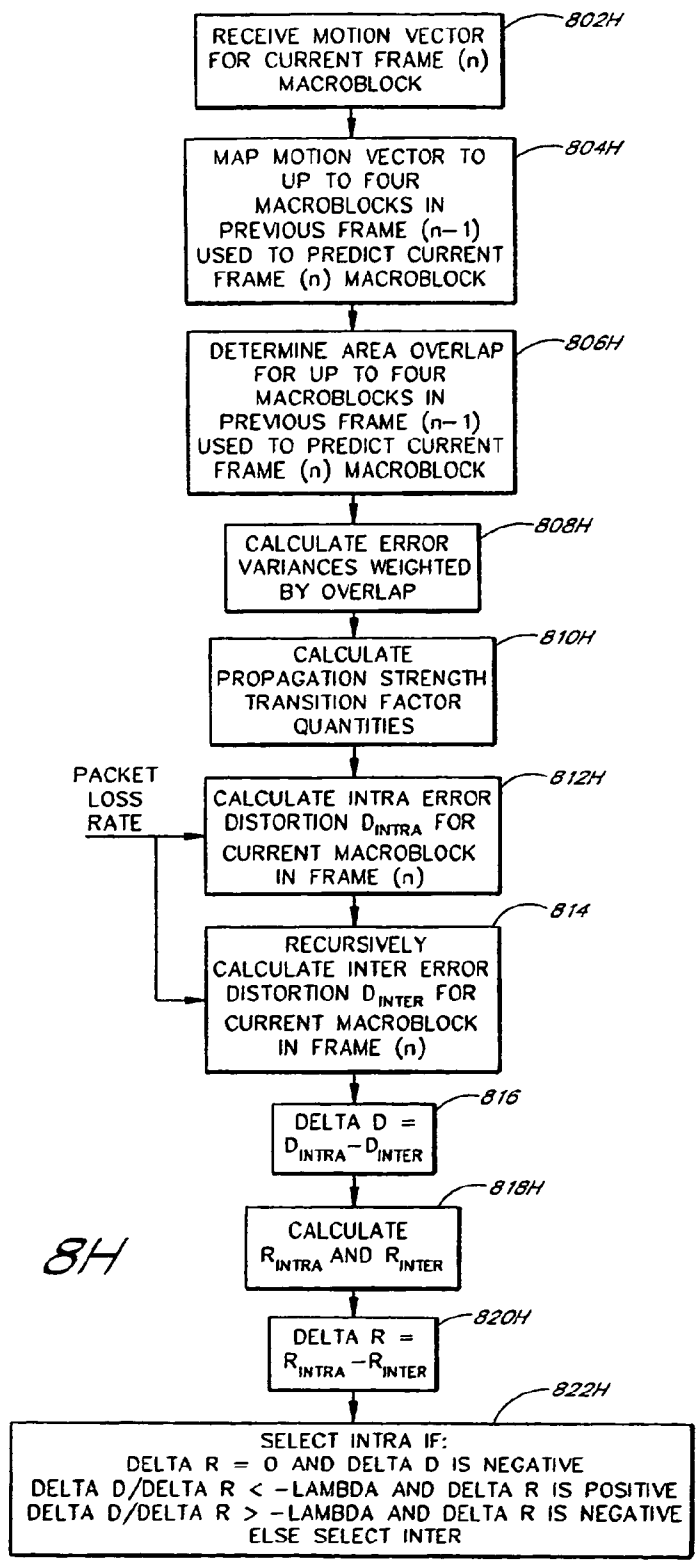 802H
RECEIVE MOTION VECTOR
FOR CURRENT FRAME (n)
MACROBLOCK
804H
MAP MOTION VECTOR TO
UP TO FOUR
MACROBLOCKS IN
PREVIOUS FRAME (n-1)
USED TO PREDICT CURRENT
FRAME (n) MACROBLOCK
806H
DETERMINE AREA OVERLAP
FOR UP TO FOUR
MACROBLOCKS IN
PREVIOUS FRAME (n-1)
USED TO PREDICT CURRENT
FRAME (n) MACROBLOCK
808H
CALCULATE ERROR
VARIANCES WEIGHTED
BY OVERLAP
810H
CALCULATE
PROPAGATION STRENGTH
TRANSITION FACTOR
QUANTITIES
PACKET
LOSS
RATE
812H
CALCULATE INTRA ERROR
DISTORTION D_INTRA FOR
CURRENT MACROBLOCK
IN FRAME (n)
814
RECURSIVELY
CALCULATE INTER ERROR
DISTORTION D_INTER FOR
CURRENT MACROBLOCK
IN FRAME (n)
816
DELTA D =
D_INTRA-D_INTER
818H
CALCULATE
R_INTRA AND R_INTER
8H
820H
DELTA R =
R_INTRA-R_INTER
822H
SELECT INTRA IF:
DELTA R = 0 AND DELTA D IS NEGATIVE
DELTA D/DELTA R < -LAMBDA AND DELTA R IS POSITIVE
DELTA D/DELTA R > -LAMBDA AND DELTA R IS NEGATIVE
ELSE SELECT INTER